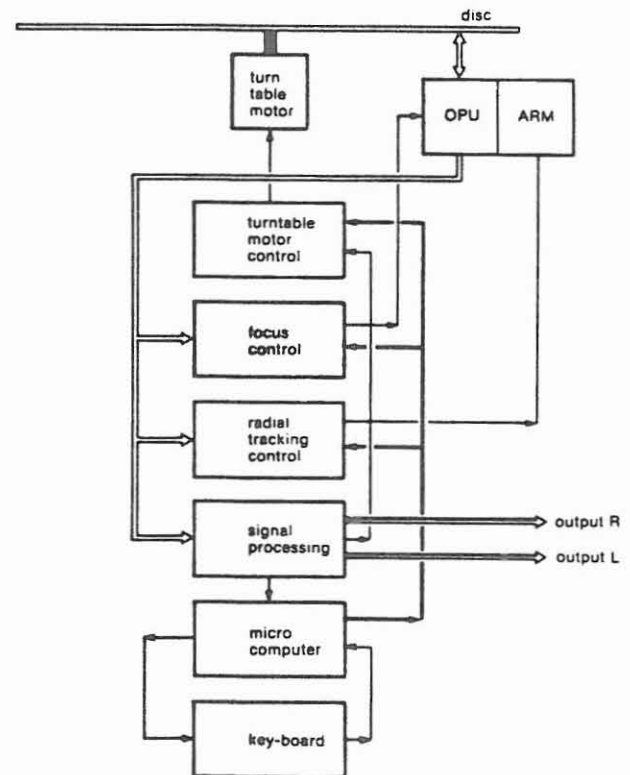 disc
turn
table
motor
OPU
ARM
turntable
motor
control
focus
control
radial
tracking
control
signal
processing
output R
output L
micro
computer
key-board